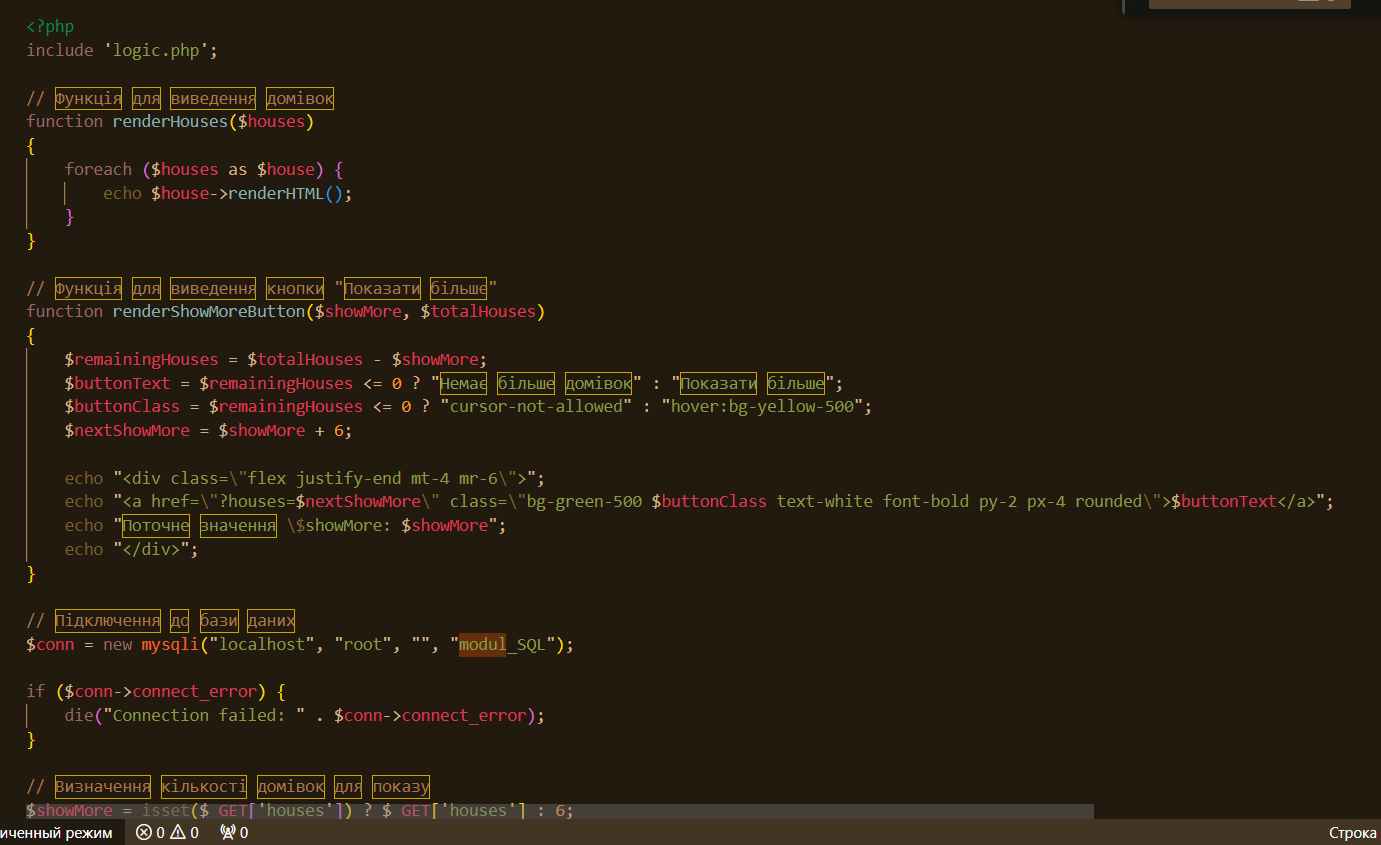 <?php
include 'logic.php';
// Функція для виведення домівок
function renderHouses($houses)
{
    foreach ($houses as $house) {
        echo $house->renderHTML();
    }
}
// Функція для виведення кнопки "Показати більше"
function renderShowMoreButton($showMore, $totalHouses)
{
    $remainingHouses = $totalHouses - $showMore;
    $buttonText = $remainingHouses <= 0 ? "Немає більше домівок" : "Показати більше";
    $buttonClass = $remainingHouses <= 0 ? "cursor-not-allowed" : "hover:bg-yellow-500";
    $nextShowMore = $showMore + 6;
    echo "<div class=\"flex justify-end mt-4 mr-6\">";
    echo "<a href=\"?houses=$nextShowMore\" class=\"bg-green-500 $buttonClass text-white font-bold py-2 px-4 rounded\">$buttonText</a>";
    echo "Поточне значення \$showMore: $showMore";
    echo "</div>";
}
// Підключення до бази даних
$conn = new mysqli("localhost", "root", "", "modul_SQL");
if ($conn->connect_error) {
    die("Connection failed: " . $conn->connect_error);
}
// Визначення кількості домівок для показу
$showMore = isset($_GET['houses']) ? $_GET['houses'] : 6;
иченный режим 0 0 0 Строка